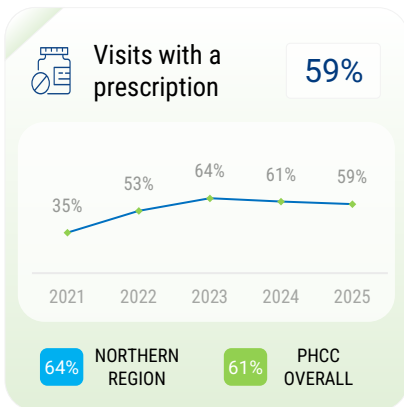 Visits with a
prescription
59%
35%
53%
64%
61%
59%
2021
2022
2023
2024
2025
64%
NORTHERN
REGION
61%
PHCC
OVERALL